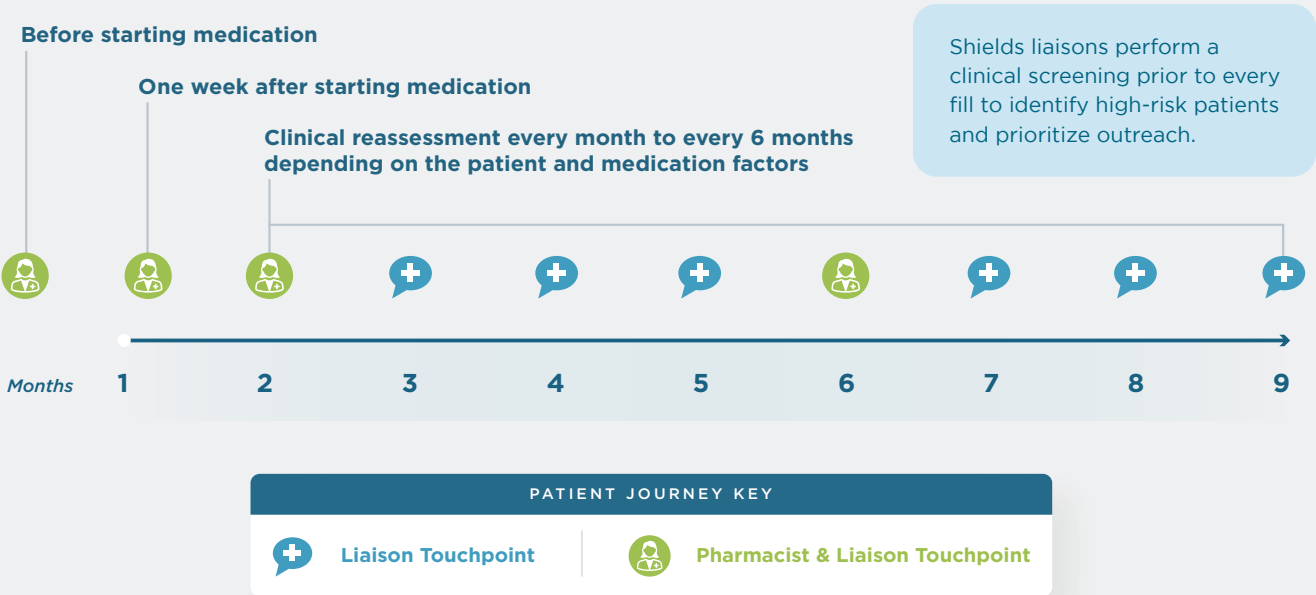 Before starting medication
One week after starting medication
Clinical reassessment every month to every 6 months
depending on the patient and medication factors
Shields liaisons perform a
clinical screening prior to every
fill to identify high-risk patients
and prioritize outreach.
Months 1 2 3 4 5 6 7 8 9
PATIENT JOURNEY KEY
Liaison Touchpoint
Pharmacist & Liaison Touchpoint